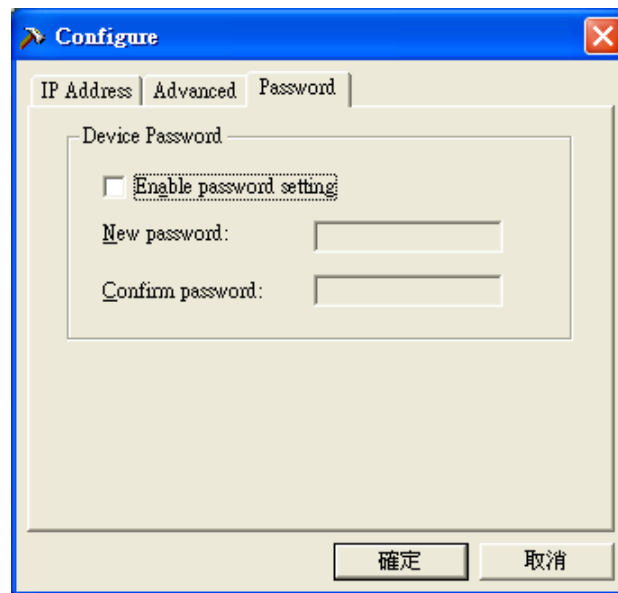 Configure
IP Address Advanced Password
Device Password
Enable password setting
New password:
Confirm password:
確定 取消